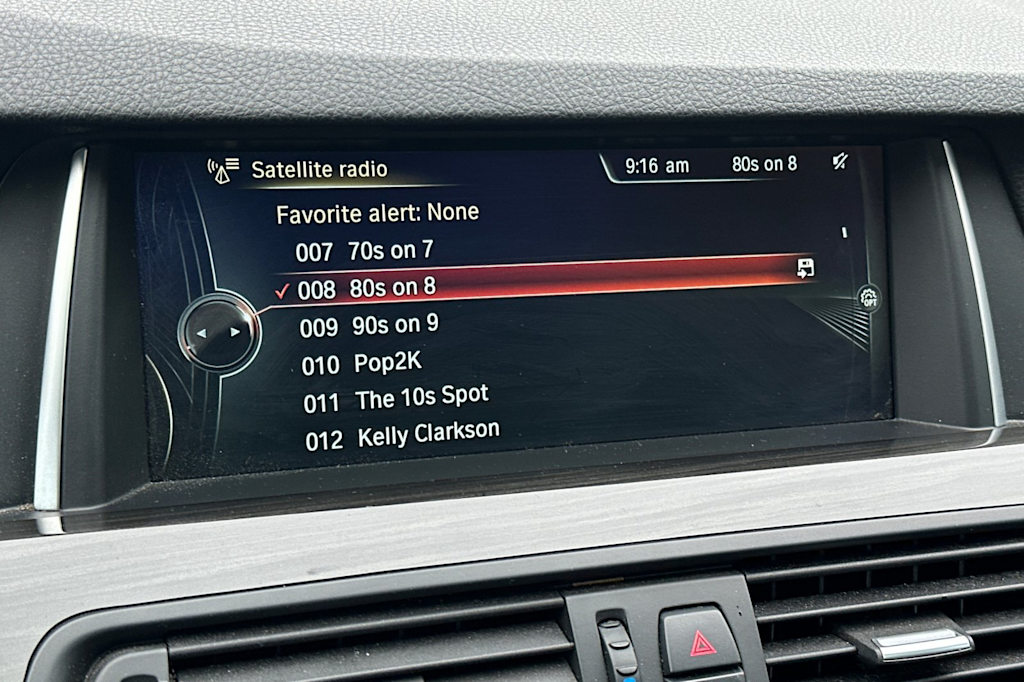 Satellite radio
9:16 am 80s on 8
Favorite alert: None
007 70s on 7
008 80s on 8
009 90s on 9
010 Pop2K
011 The 10s Spot
012 Kelly Clarkson
OPT